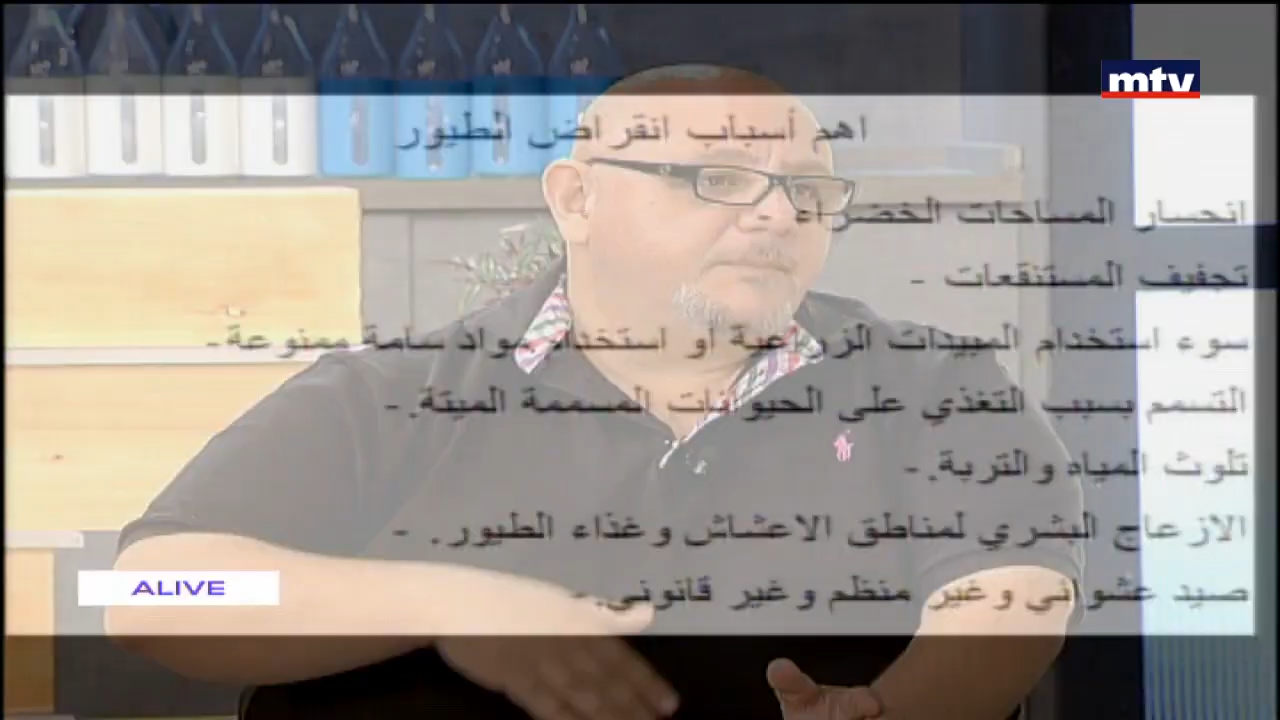 mtv
اهم أسباب انقراض الطيور
انحسار المساحات الخضراء
تجفيف المستنقعات -
سوء استخدام المبيدات الزراعية أو استخدام مواد سامة ممنوعة-
التسمم بسبب التغذي على الحيوانات المسممة الميتة.-
تلوث المياه والتربة.-
الازعاج البشري لمناطق الاعشاش وغذاء الطيور. -
صيد عشوائي وغير منظم وغير قانوني.-
ALIVE